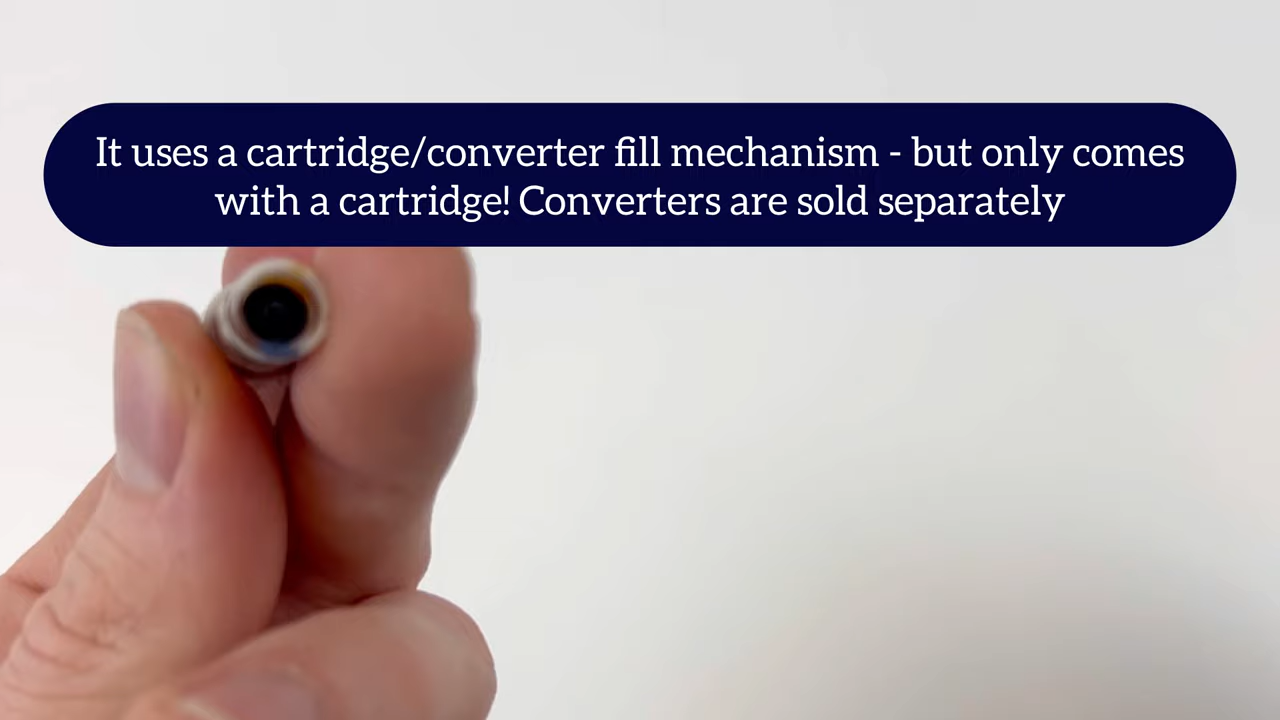 It uses a cartridge/converter fill mechanism - but only comes
with a cartridge! Converters are sold separately